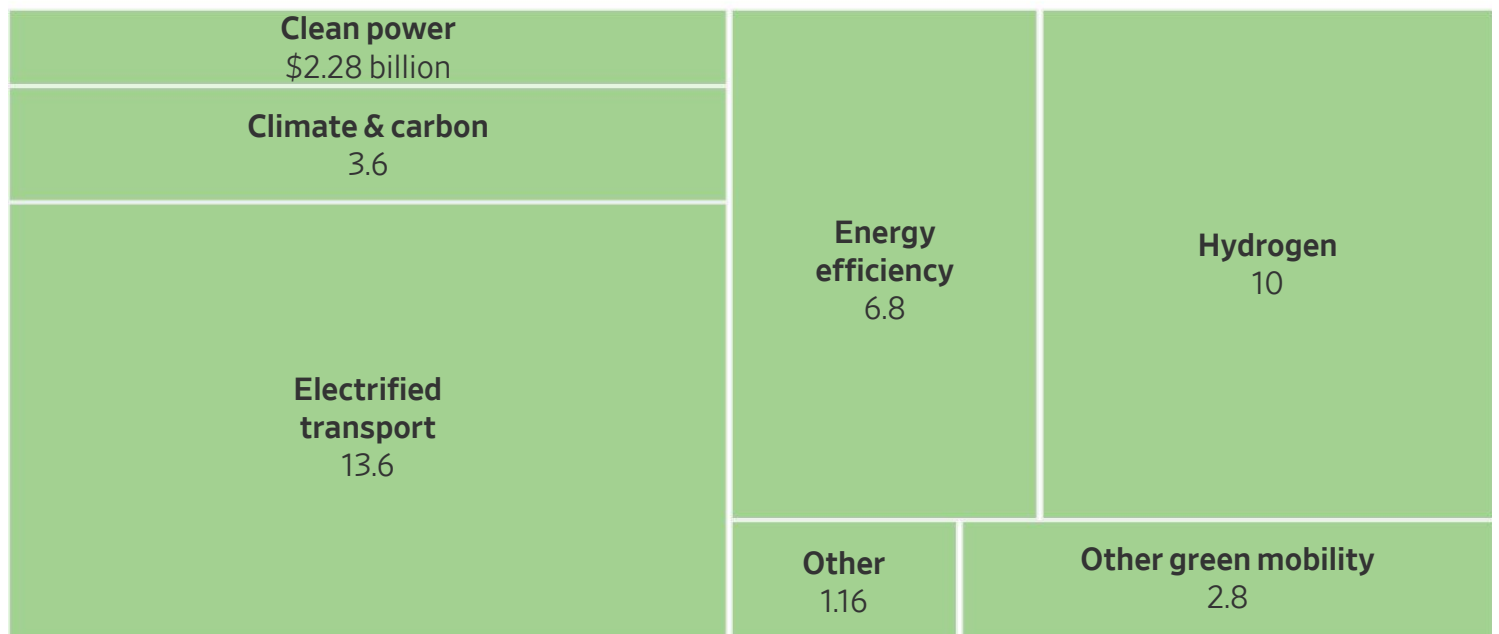 Clean power
$2.28 billion
Climate & carbon
3.6
Electrified
transport
13.6
Energy
efficiency
6.8
Hydrogen
10
Other
1.16
Other green mobility
2.8